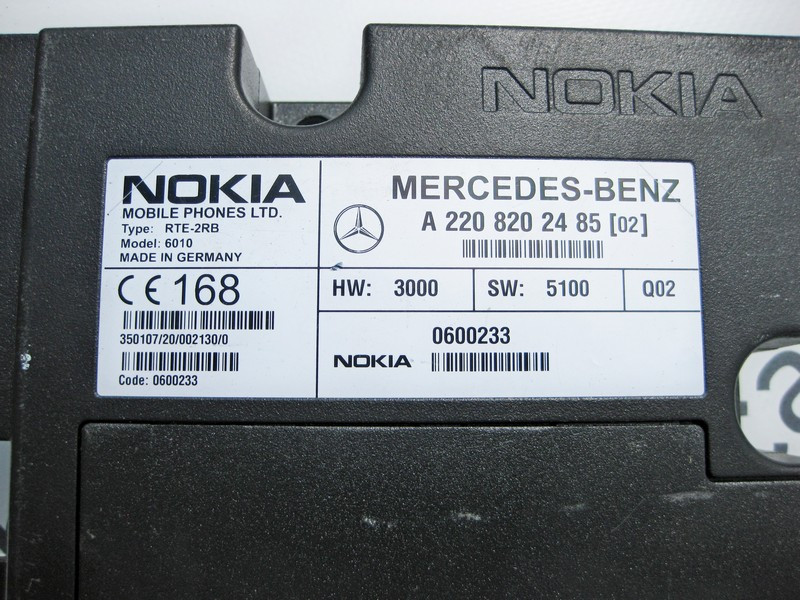 NOKIA
NOKIA
MOBILE PHONES LTD.
Type: RTE-2RB
Model: 6010
MADE IN GERMANY
CE 168
350107/20/002130/0
Code: 0600233
MERCEDES-BENZ
A 220 820 24 85 [02]
HW: 3000 SW: 5100 Q02
0600233
NOKIA